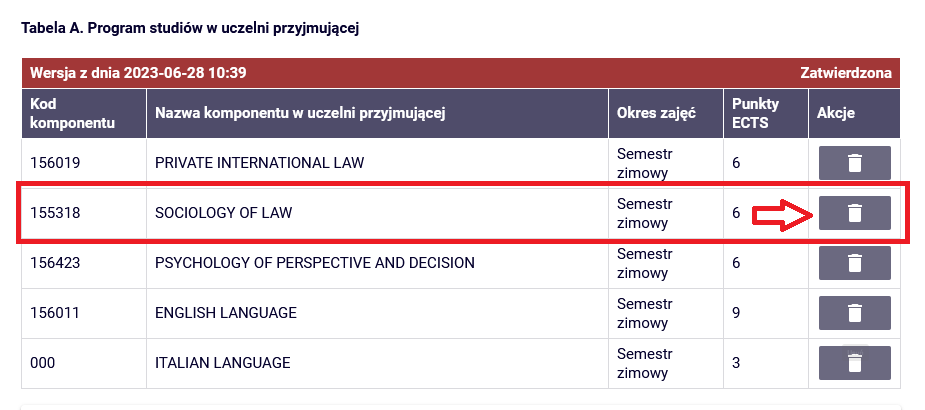 Tabela A. Program studiów w uczelni przyjmującej
Wersja z dnia 2023-06-28 10:39 Zatwierdzona
Kod komponentu Nazwa komponentu w uczelni przyjmującej Okres zajęć Punkty ECTS Akcje
156019 PRIVATE INTERNATIONAL LAW Semestr zimowy 6
155318 SOCIOLOGY OF LAW Semestr zimowy 6
156423 PSYCHOLOGY OF PERSPECTIVE AND DECISION Semestr zimowy 6
156011 ENGLISH LANGUAGE Semestr zimowy 9
000 ITALIAN LANGUAGE Semestr zimowy 3